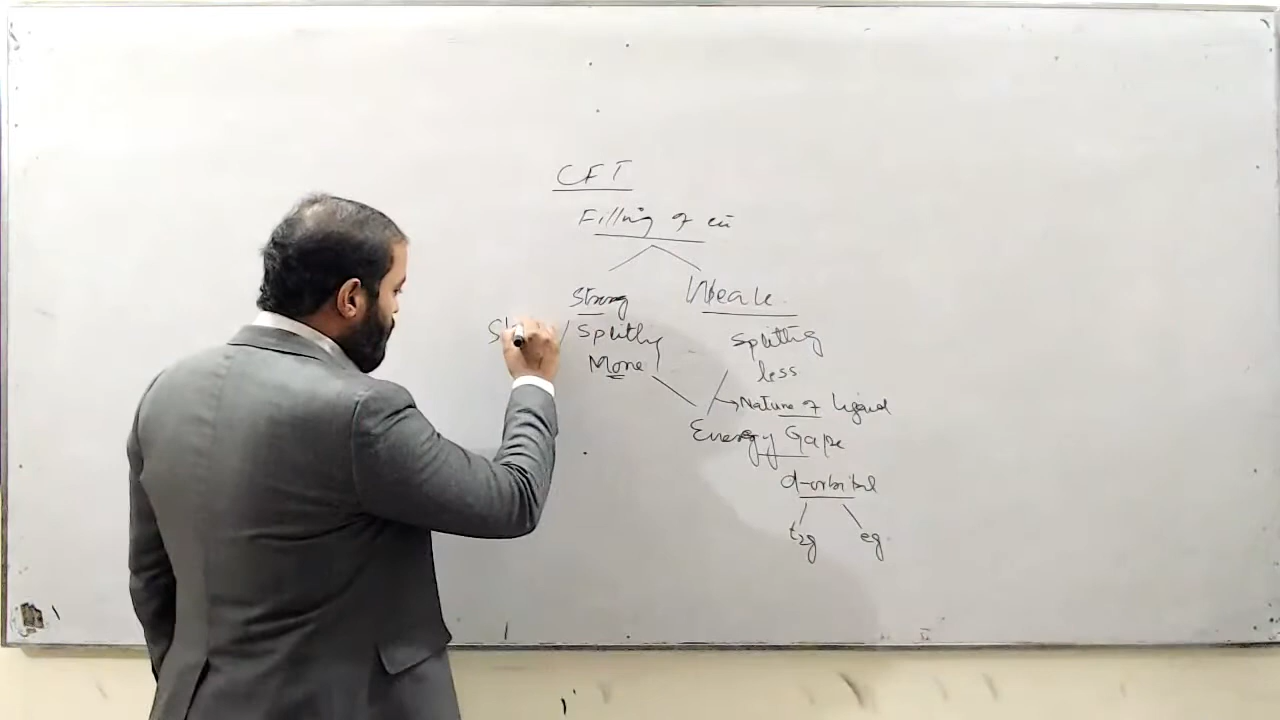 CFT
Filling of
Strong
Weak
Splitting
More
Splitting
less
Nature of Ligand
Energy Gape
d-orbital
t2g
eg